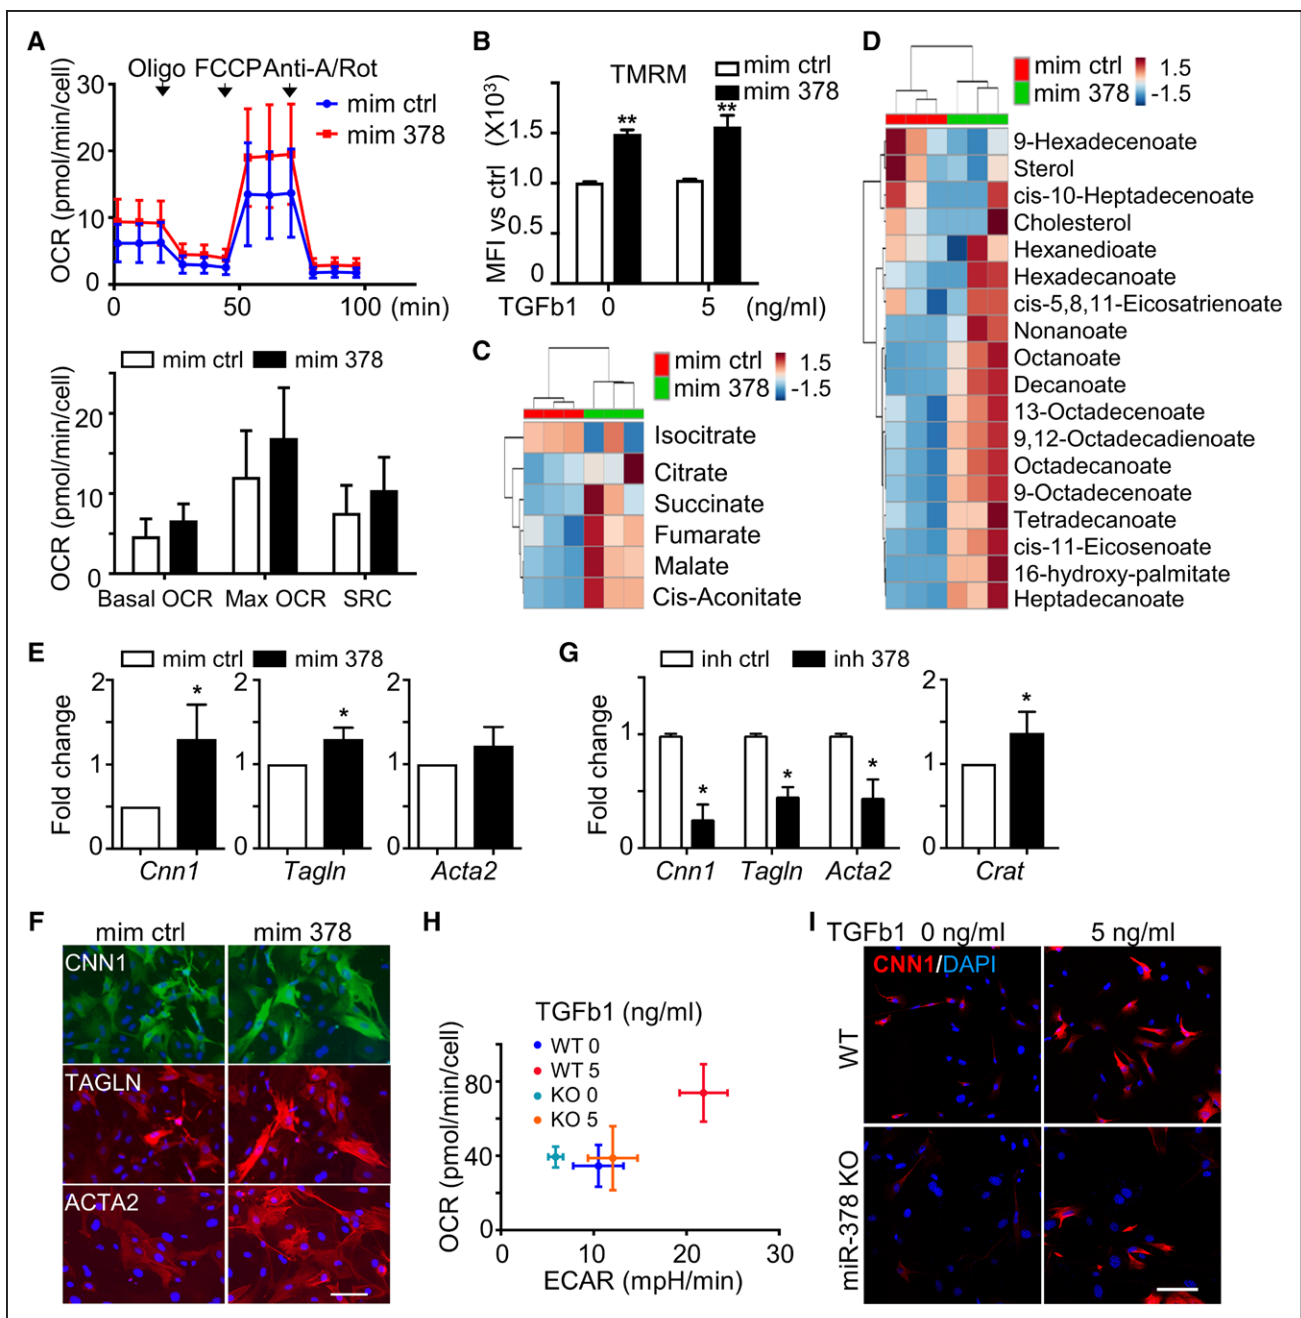 A
Oligo FCCPAnti-A/Rot
OCR (pmol/min/cell)
30
20
10
0
mim ctrl
mim 378
0 50 100 (min)
mim ctrl mim 378
OCR (pmol/min/cell)
20
10
0
Basal OCR Max OCR SRC
B
TMRM
mim ctrl
mim 378
MFI vs ctrl (X10³)
1.5
1.0
0.5
0
** **
TGFb1 0 5 (ng/ml)
C
mim ctrl 1.5
mim 378 -1.5
Isocitrate
Citrate
Succinate
Fumarate
Malate
Cis-Aconitate
D
mim ctrl 1.5
mim 378 -1.5
9-Hexadecenoate
Sterol
cis-10-Heptadecenoate
Cholesterol
Hexanedioate
Hexadecanoate
cis-5,8,11-Eicosatrienoate
Nonanoate
Octanoate
Decanoate
13-Octadecenoate
9,12-Octadecadienoate
Octadecanoate
9-Octadecenoate
Tetradecanoate
cis-11-Eicosenoate
16-hydroxy-palmitate
Heptadecanoate
E
mim ctrl mim 378
Fold change
2 2 2
1 1 1
0 0 0
* *
Cnn1 Tagln Acta2
G
inh ctrl inh 378
Fold change
1
0
* * *
Cnn1 Tagln Acta2
2
1
0
*
Crat
F
mim ctrl mim 378
CNN1
TAGLN
ACTA2
H
TGFb1 (ng/ml)
WT 0
WT 5
KO 0
KO 5
OCR (pmol/min/cell)
80
40
0
0 10 20 30
ECAR (mpH/min)
I
TGFb1 0 ng/ml 5 ng/ml
CNN1/DAPI
WT
miR-378 KO